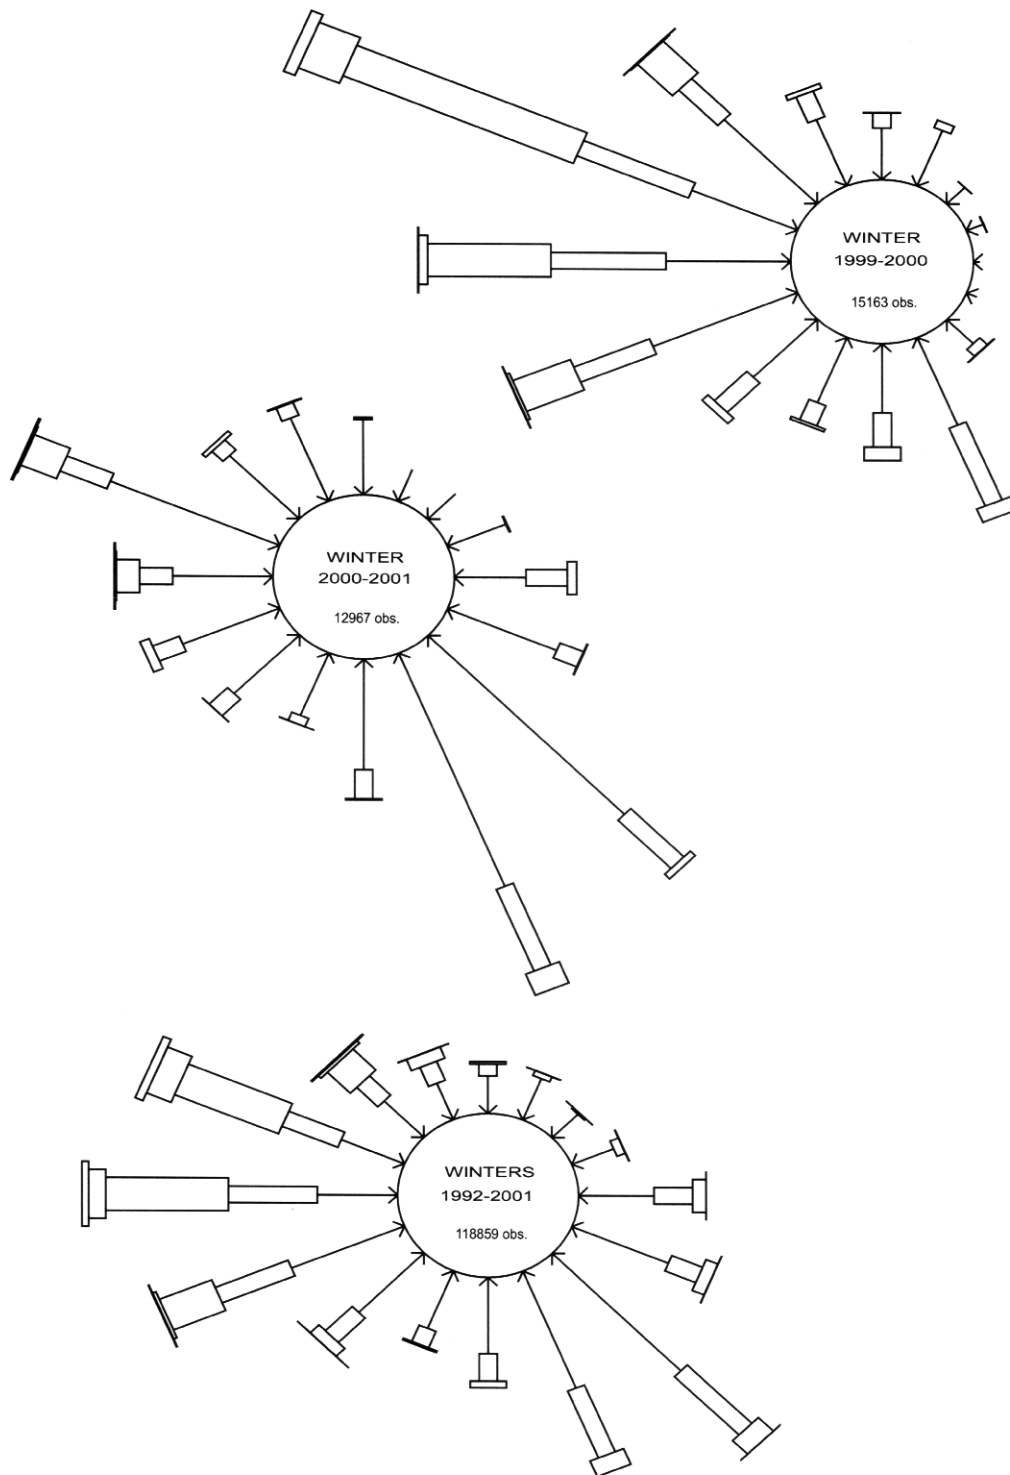 WINTER
1999-2000
15163 obs.
WINTER
2000-2001
12967 obs.
WINTERS
1992-2001
118859 obs.